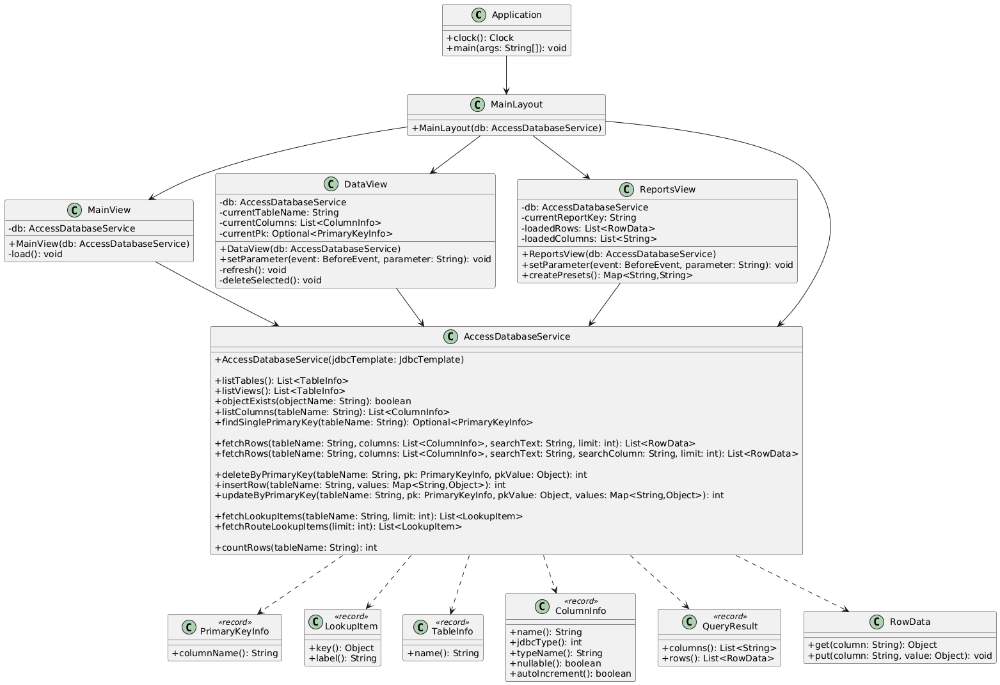 C Application
+clock(): Clock
+main(args: String[]): void
C MainLayout
+MainLayout(db: AccessDatabaseService)
C MainView
-db: AccessDatabaseService
+MainView(db: AccessDatabaseService)
-load(): void
C DataView
-db: AccessDatabaseService
-currentTableName: String
-currentColumns: List<ColumnInfo>
-currentPk: Optional<PrimaryKeyInfo>
+DataView(db: AccessDatabaseService)
+setParameter(event: BeforeEvent, parameter: String): void
-refresh(): void
-deleteSelected(): void
C ReportsView
-db: AccessDatabaseService
-currentReportKey: String
-loadedRows: List<RowData>
-loadedColumns: List<String>
+ReportsView(db: AccessDatabaseService)
+setParameter(event: BeforeEvent, parameter: String): void
+createPresets(): Map<String,String>
C AccessDatabaseService
+AccessDatabaseService(jdbcTemplate: JdbcTemplate)
+listTables(): List<TableInfo>
+listViews(): List<TableInfo>
+objectExists(objectName: String): boolean
+listColumns(tableName: String): List<ColumnInfo>
+findSinglePrimaryKey(tableName: String): Optional<PrimaryKeyInfo>
+fetchRows(tableName: String, columns: List<ColumnInfo>, searchText: String, limit: int): List<RowData>
+fetchRows(tableName: String, columns: List<ColumnInfo>, searchText: String, searchColumn: String, limit: int): List<RowData>
+deleteByPrimaryKey(tableName: String, pk: PrimaryKeyInfo, pkValue: Object): int
+insertRow(tableName: String, values: Map<String,Object>): int
+updateByPrimaryKey(tableName: String, pk: PrimaryKeyInfo, pkValue: Object, values: Map<String,Object>): int
+fetchLookupItems(tableName: String, limit: int): List<LookupItem>
+fetchRouteLookupItems(limit: int): List<LookupItem>
+countRows(tableName: String): int
«record»
C PrimaryKeyInfo
+columnName(): String
«record»
C LookupItem
+key(): Object
+label(): String
«record»
C TableInfo
+name(): String
«record»
C ColumnInfo
+name(): String
+jdbcType(): int
+typeName(): String
+nullable(): boolean
+autoIncrement(): boolean
«record»
C QueryResult
+columns(): List<String>
+rows(): List<RowData>
C RowData
+get(column: String): Object
+put(column: String, value: Object): void